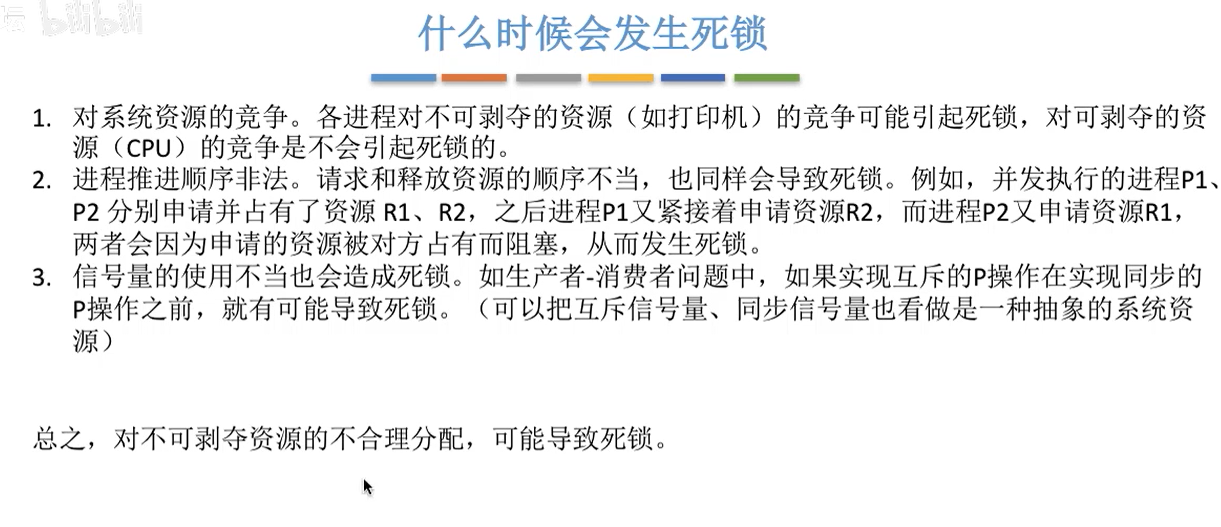 坛 bilibili
什么时候会发生死锁
1. 对系统资源的竞争。各进程对不可剥夺的资源（如打印机）的竞争可能引起死锁，对可剥夺的资
源（CPU）的竞争是不会引起死锁的。
2. 进程推进顺序非法。请求和释放资源的顺序不当，也同样会导致死锁。例如，并发执行的进程P1、
P2 分别申请并占有了资源 R1、R2，之后进程P1又紧接着申请资源R2，而进程P2又申请资源R1，
两者会因为申请的资源被对方占有而阻塞，从而发生死锁。
3. 信号量的使用不当也会造成死锁。如生产者-消费者问题中，如果实现互斥的P操作在实现同步的
P操作之前，就有可能导致死锁。（可以把互斥信号量、同步信号量也看做是一种抽象的系统资
源）
总之，对不可剥夺资源的不合理分配，可能导致死锁。